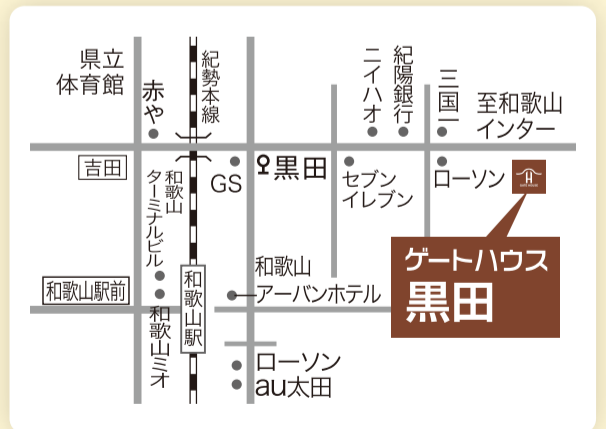 県立
体育館
赤や
紀勢本線
ニイハオ
紀陽銀行
三国一
至和歌山
インター
吉田
和歌山
ターミナルビル
GS
黒田
セブン
イレブン
ローソン
ゲートハウス
黒田
和歌山駅前
和歌山ミオ
和歌山駅
和歌山
アーバンホテル
ローソン
au太田